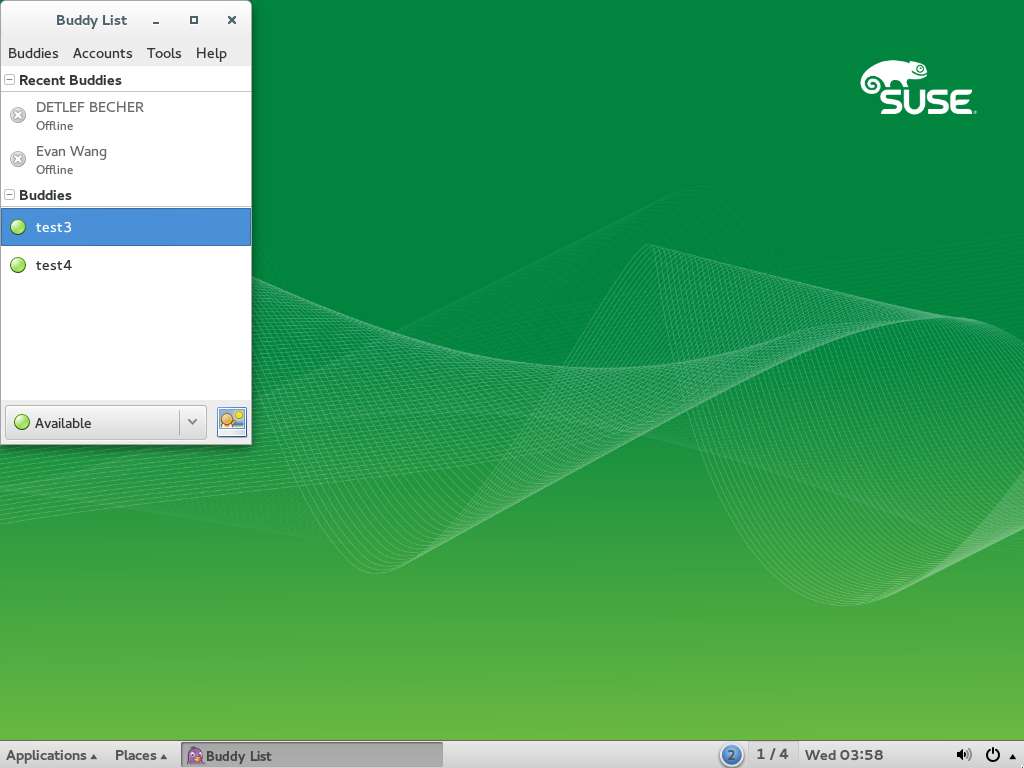 Buddy List
Buddies Accounts Tools Help
Recent Buddies
DETLEF BECHER
Offline
Evan Wang
Offline
Buddies
test3
test4
Available
SUSE
Applications Places Buddy List 2 1 / 4 Wed 03:58